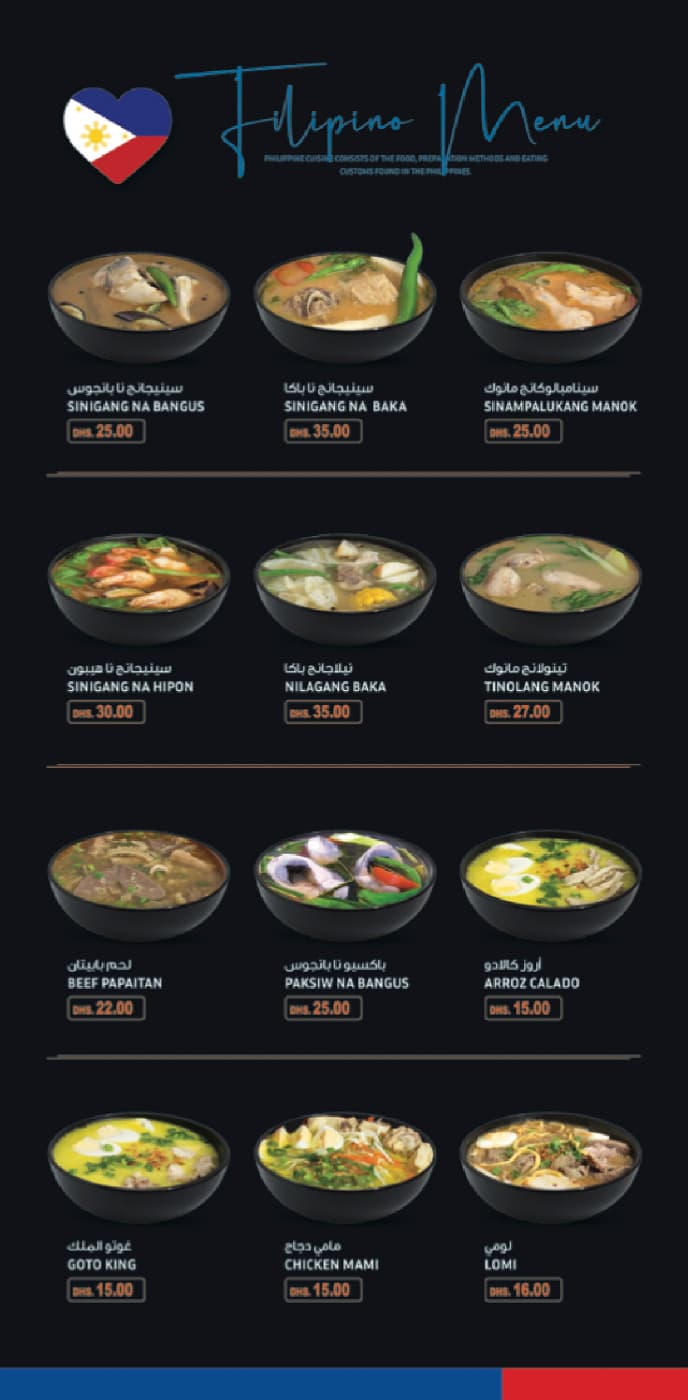 Filipino Menu
PHILIPPINE CUISINE CONSISTS OF THE FOOD, PREPARATION METHODS AND EATING
CUSTOMS FOUND IN THE PHILIPPINES.
سينيجانج نا بانجوس
SINIGANG NA BANGUS
DHS. 25.00
سينيجانج نا باكا
SINIGANG NA BAKA
DHS. 35.00
سينامبالوكانج مانوك
SINAMPALUKANG MANOK
DHS. 25.00
سينيجانج نا هيبون
SINIGANG NA HIPON
DHS. 30.00
نيلاجانج باكا
NILAGANG BAKA
DHS. 35.00
تينولانج مانوك
TINOLANG MANOK
DHS. 27.00
لحم بابيتان
BEEF PAPAITAN
DHS. 22.00
باكسيو نا بانجوس
PAKSIW NA BANGUS
DHS. 25.00
أروز كالادو
ARROZ CALADO
DHS. 15.00
غوتو الملك
GOTO KING
DHS. 15.00
مامي دجاج
CHICKEN MAMI
DHS. 15.00
لومي
LOMI
DHS. 16.00